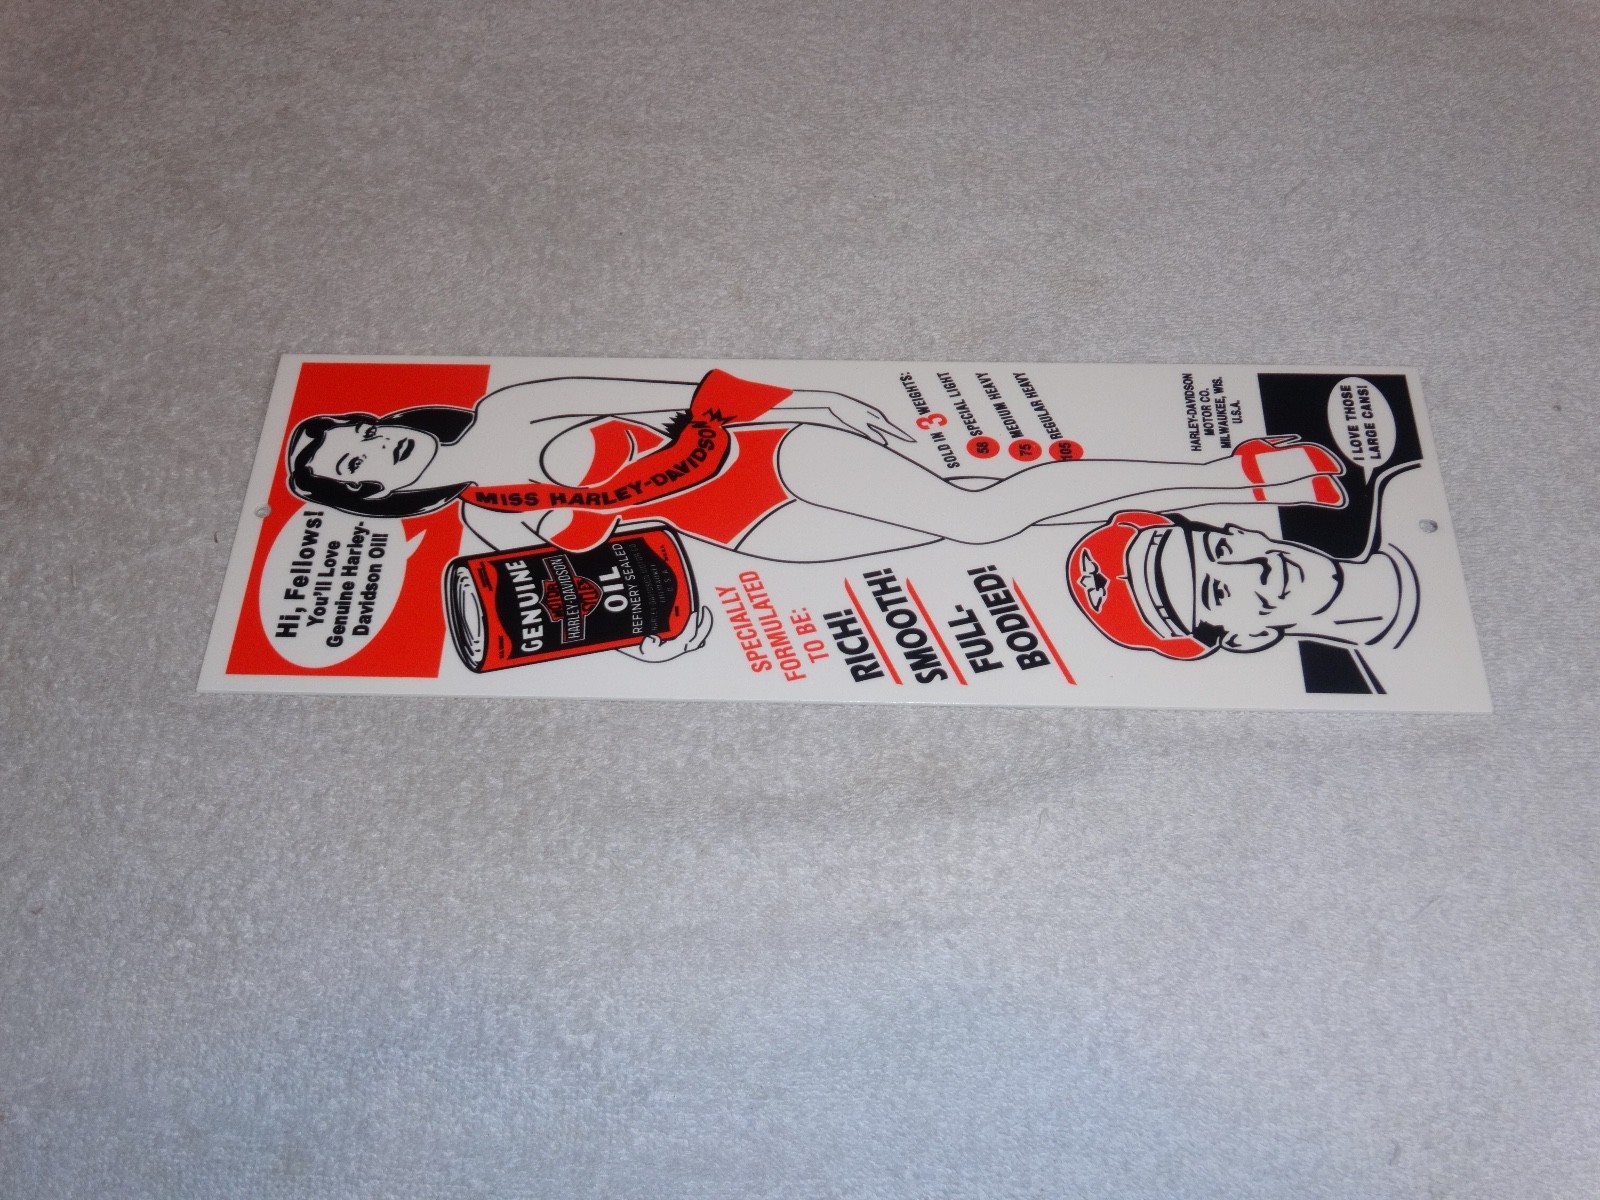 Hi, Fellows!
You'll Love
Genuine Harley-
Davidson Oil!
MISS HARLEY-DAVIDSON
GENUINE
HARLEY-DAVIDSON
OIL
REFINERY SEALED
SPECIALLY
FORMULATED
TO BE:
RICH!
SMOOTH!
FULL-
BODIED!
SOLD IN 3 WEIGHTS:
58 SPECIAL LIGHT
75 MEDIUM HEAVY
105 REGULAR HEAVY
HARLEY-DAVIDSON
MOTOR CO.
MILWAUKEE, WIS.
U.S.A.
I LOVE THOSE
LARGE CANS!